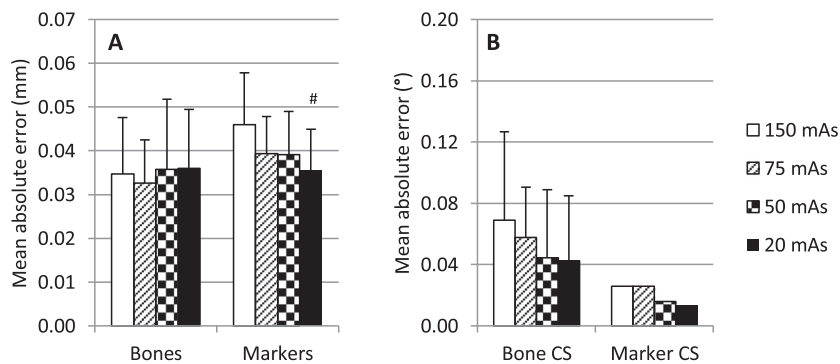 A
Mean absolute error (mm)
0.07
0.06
0.05
0.04
0.03
0.02
0.01
0.00
#
Bones
Markers
B
Mean absolute error (°)
0.20
0.16
0.12
0.08
0.04
0.00
Bone CS
Marker CS
150 mAs
75 mAs
50 mAs
20 mAs